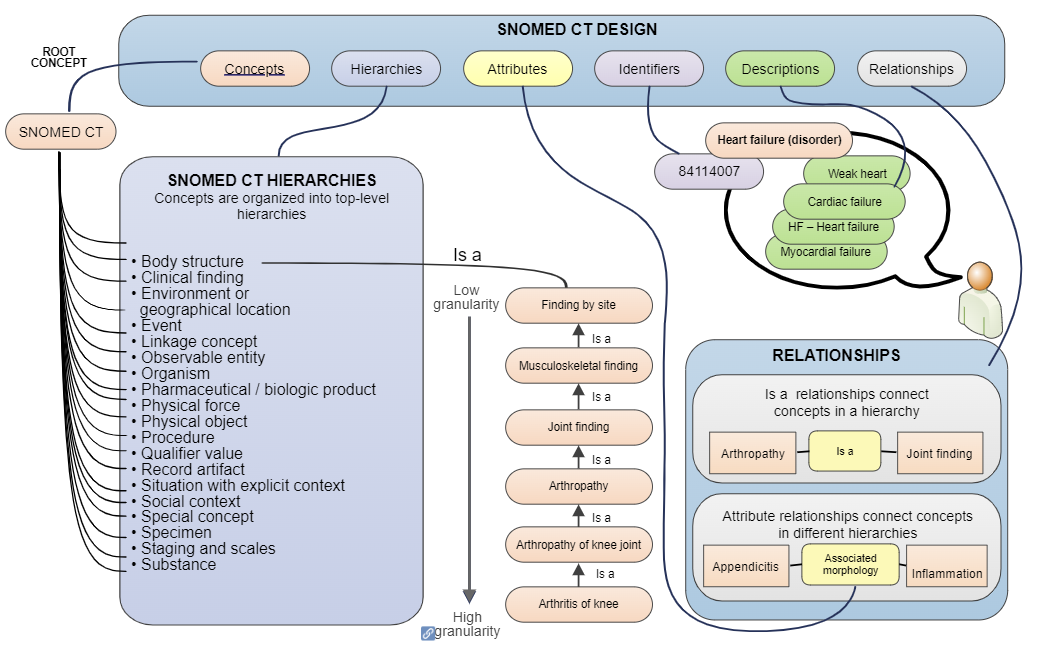 SNOMED CT DESIGN
ROOT
CONCEPT
Concepts
Hierarchies
Attributes
Identifiers
Descriptions
Relationships
SNOMED CT
Heart failure (disorder)
84114007
Weak heart
Cardiac failure
HF – Heart failure
Myocardial failure
SNOMED CT HIERARCHIES
Concepts are organized into top-level
hierarchies
• Body structure
• Clinical finding
• Environment or
geographical location
• Event
• Linkage concept
• Observable entity
• Organism
• Pharmaceutical / biologic product
• Physical force
• Physical object
• Procedure
• Qualifier value
• Record artifact
• Situation with explicit context
• Social context
• Special concept
• Specimen
• Staging and scales
• Substance
Is a
Low
granularity
High
granularity
Finding by site
Is a
Musculoskeletal finding
Is a
Joint finding
Is a
Arthropathy
Is a
Arthropathy of knee joint
Is a
Arthritis of knee
RELATIONSHIPS
Is a  relationships connect
concepts in a hierarchy
Arthropathy
Is a
Joint finding
Attribute relationships connect concepts
in different hierarchies
Appendicitis
Associated
morphology
Inflammation